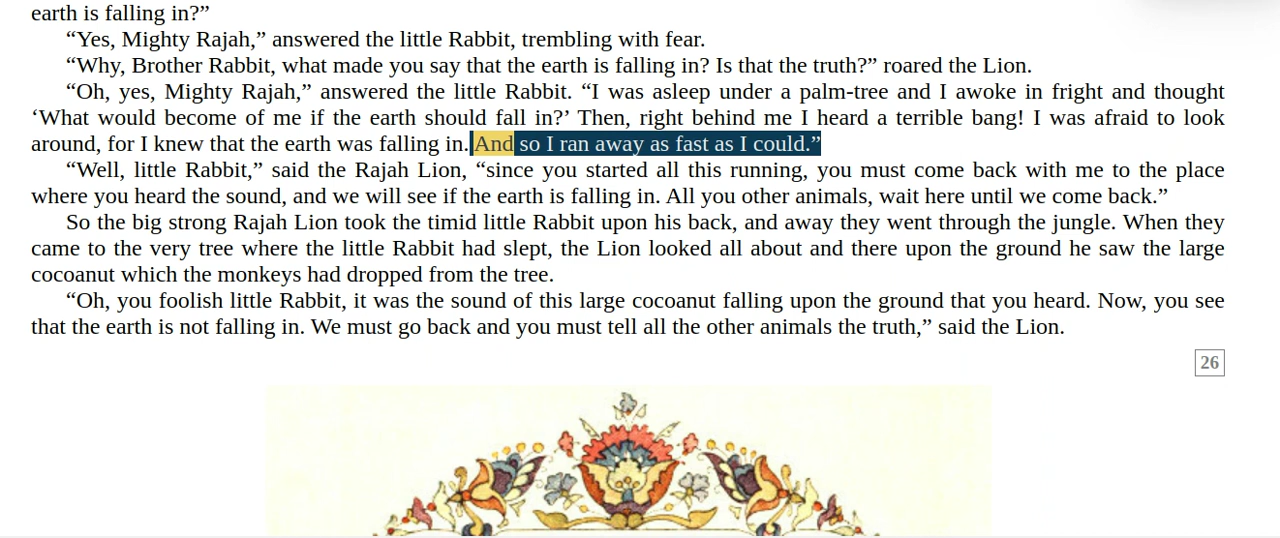 earth is falling in?”
“Yes, Mighty Rajah,” answered the little Rabbit, trembling with fear.
“Why, Brother Rabbit, what made you say that the earth is falling in? Is that the truth?” roared the Lion.
“Oh, yes, Mighty Rajah,” answered the little Rabbit. “I was asleep under a palm-tree and I awoke in fright and thought
‘What would become of me if the earth should fall in?’ Then, right behind me I heard a terrible bang! I was afraid to look
around, for I knew that the earth was falling in. And so I ran away as fast as I could.”
“Well, little Rabbit,” said the Rajah Lion, “since you started all this running, you must come back with me to the place
where you heard the sound, and we will see if the earth is falling in. All you other animals, wait here until we come back.”
So the big strong Rajah Lion took the timid little Rabbit upon his back, and away they went through the jungle. When they
came to the very tree where the little Rabbit had slept, the Lion looked all about and there upon the ground he saw the large
cocoanut which the monkeys had dropped from the tree.
“Oh, you foolish little Rabbit, it was the sound of this large cocoanut falling upon the ground that you heard. Now, you see
that the earth is not falling in. We must go back and you must tell all the other animals the truth,” said the Lion.
26